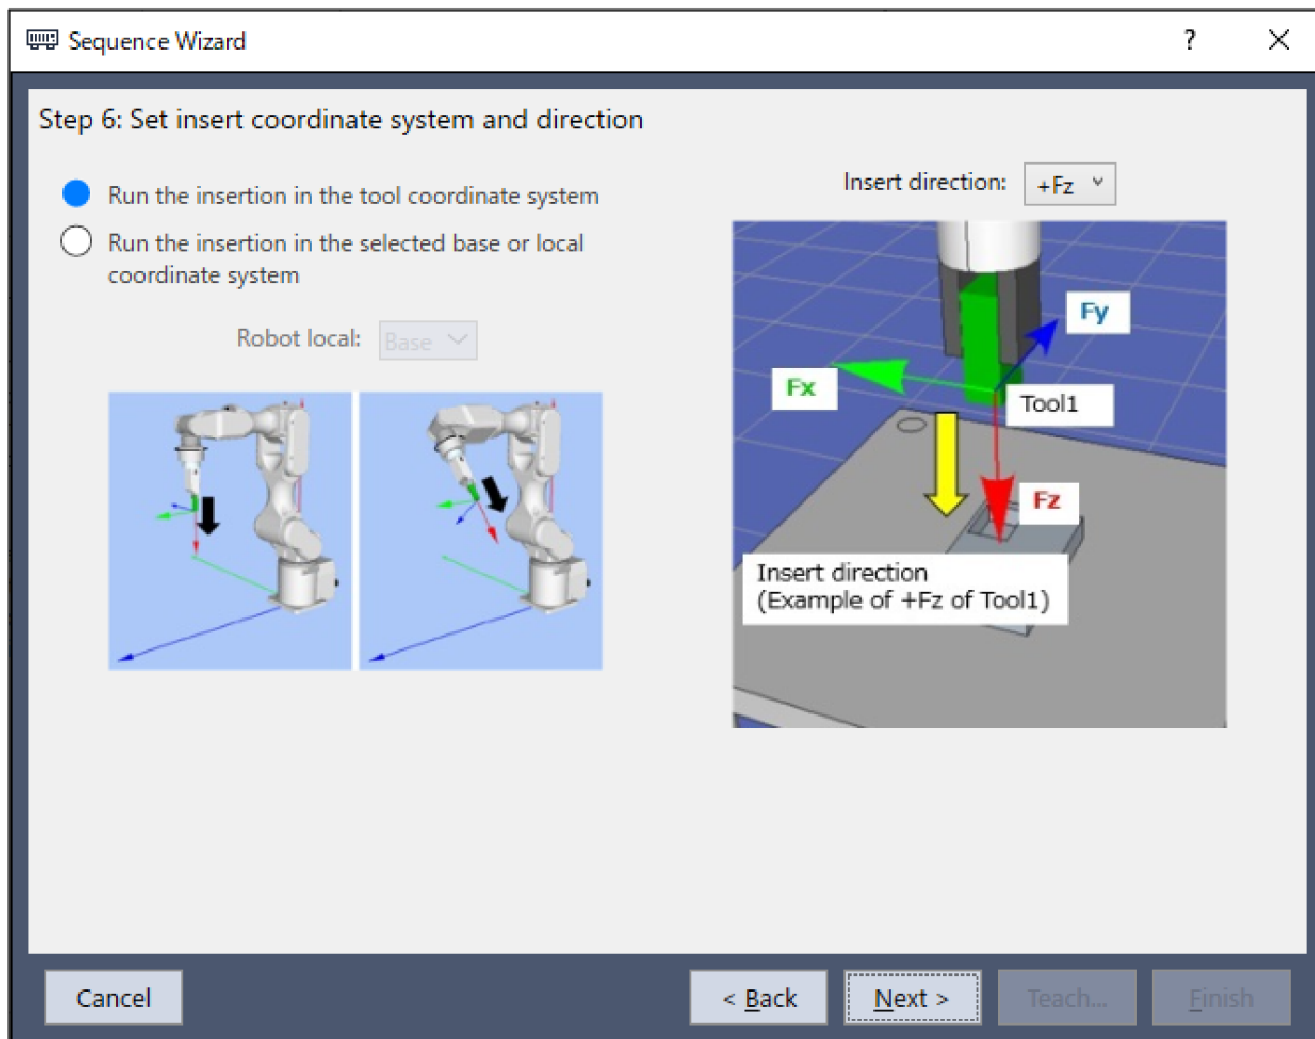 Sequence Wizard
?
Step 6: Set insert coordinate system and direction
Run the insertion in the tool coordinate system
Run the insertion in the selected base or local
coordinate system
Robot local: Base
Insert direction: +Fz
Fy
Fx
Tool1
Fz
Insert direction
(Example of +Fz of Tool1)
Cancel
< Back
Next >
Teach...
Finish